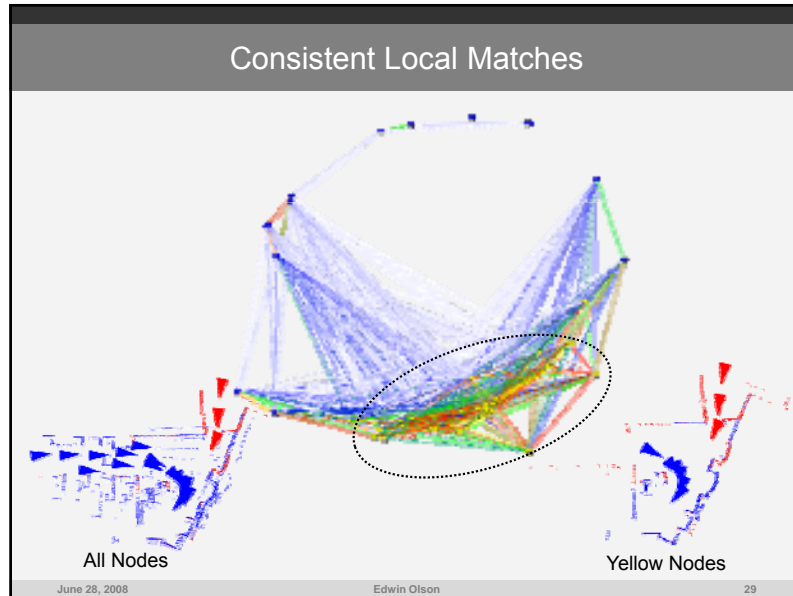 Consistent Local Matches
All Nodes
Yellow Nodes
June 28, 2008
Edwin Olson
29